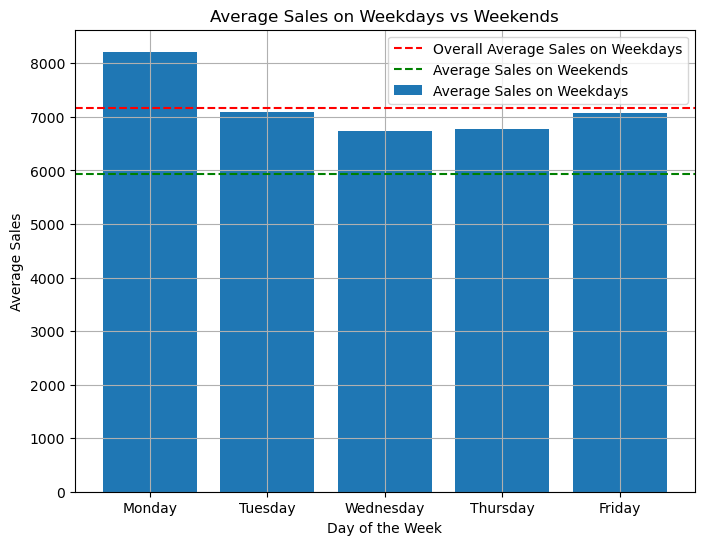 Average Sales on Weekdays vs Weekends
Overall Average Sales on Weekdays
Average Sales on Weekends
Average Sales on Weekdays
8000
7000
6000
5000
4000
3000
2000
1000
0
Average Sales
Monday Tuesday Wednesday Thursday Friday
Day of the Week